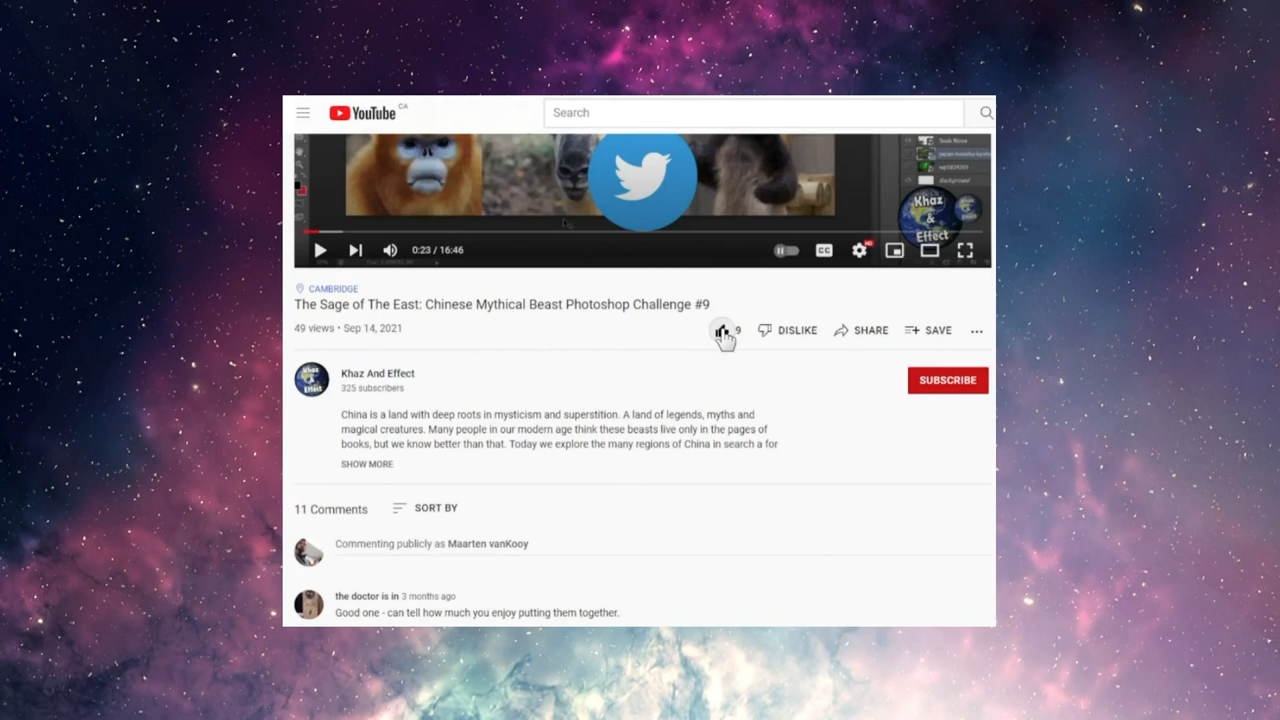 YouTube CA
Search
Snub Nose
Background
Khaz
&
Effect
0:23 / 16:46
CC
HD
CAMBRIDGE
The Sage of The East: Chinese Mythical Beast Photoshop Challenge #9
49 views • Sep 14, 2021
9 DISLIKE SHARE SAVE ...
Khaz And Effect
325 subscribers
SUBSCRIBE
China is a land with deep roots in mysticism and superstition. A land of legends, myths and
magical creatures. Many people in our modern age think these beasts live only in the pages of
books, but we know better than that. Today we explore the many regions of China in search a for
SHOW MORE
11 Comments SORT BY
Commenting publicly as Maarten vanKooy
the doctor is in 3 months ago
Good one - can tell how much you enjoy putting them together.